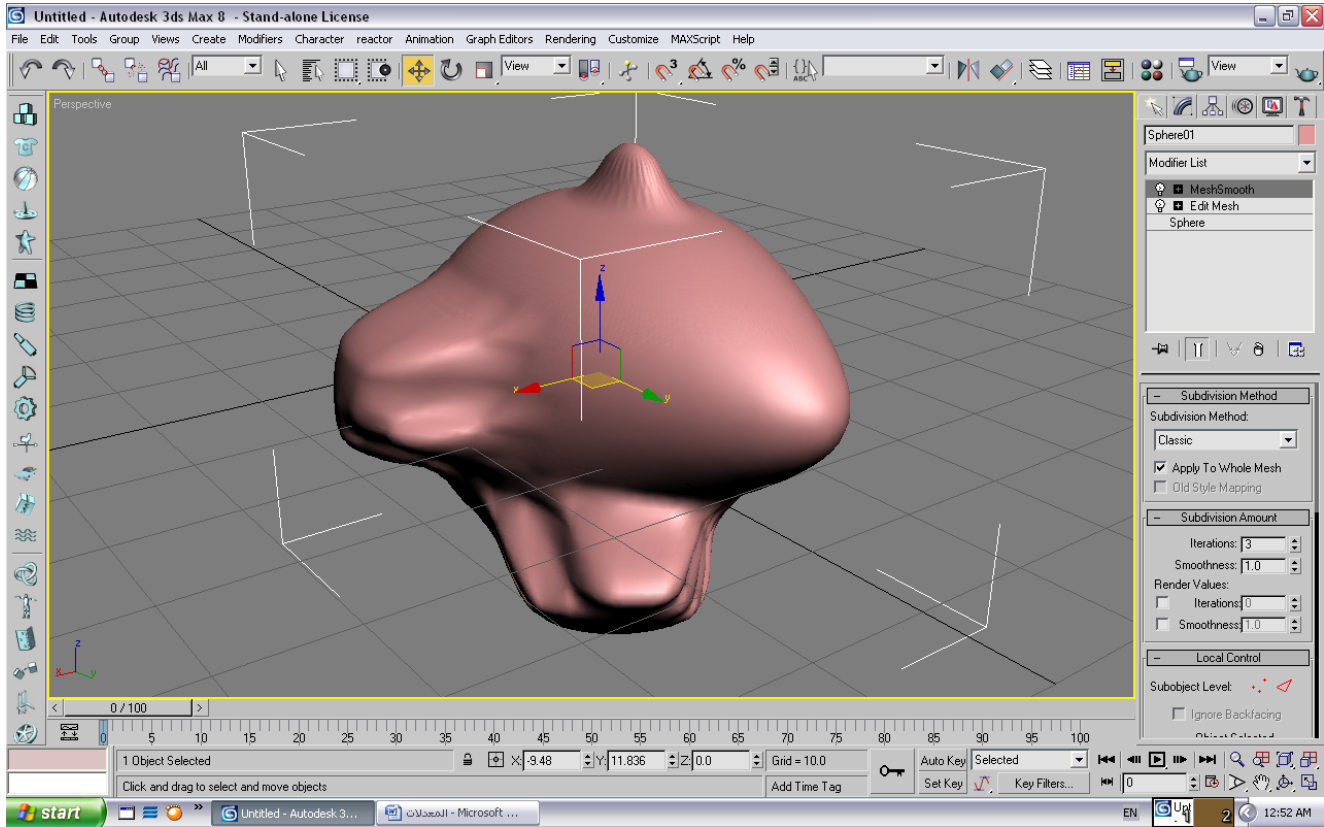 Untitled - Autodesk 3ds Max 8 - Stand-alone License
File Edit Tools Group Views Create Modifiers Character reactor Animation Graph Editors Rendering Customize MAXScript Help
All View View
Perspective
z
x
y
z
x y
Sphere01
Modifier List
MeshSmooth
Edit Mesh
Sphere
Subdivision Method
Subdivision Method:
Classic
Apply To Whole Mesh
Old Style Mapping
Subdivision Amount
Iterations: 3
Smoothness: 1.0
Render Values:
Iterations: 0
Smoothness: 1.0
Local Control
Subobject Level:
Ignore Backfacing
0 / 100
0 5 10 15 20 25 30 35 40 45 50 55 60 65 70 75 80 85 90 95 100
1 Object Selected X: -9.48 Y: 11.836 Z: 0.0 Grid = 10.0 Auto Key Selected
Click and drag to select and move objects Add Time Tag Set Key Key Filters... 0
start Untitled - Autodesk 3... المعدلات - Microsoft ... EN 2 12:52 AM